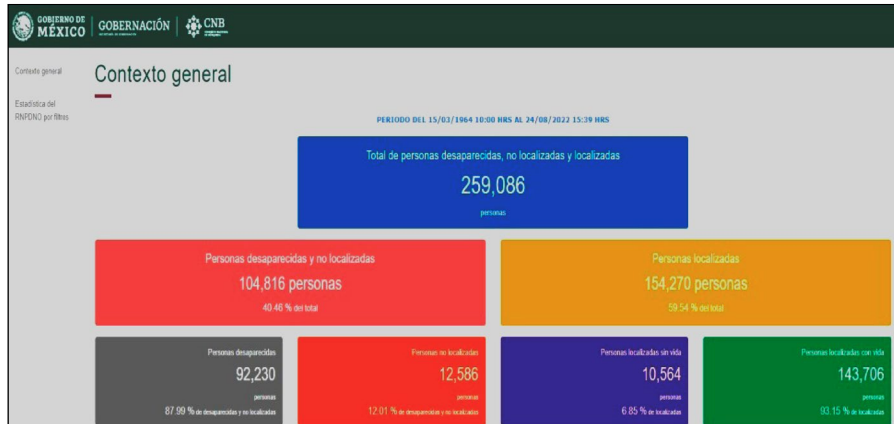 GOBIERNO DE
MÉXICO
GOBERNACIÓN
CNB
Contexto general
Contexto general
Estadística del
RNPDNO por filtros
PERIODO DEL 15/03/1964 10:00 HRS AL 24/08/2022 15:39 HRS
Total de personas desaparecidas, no localizadas y localizadas
259,086
personas
Personas desaparecidas y no localizadas
104,816 personas
40.46 % del total
Personas localizadas
154,270 personas
59.54 % del total
Personas desaparecidas
92,230
personas
87.99 % de desaparecidas y no localizadas
Personas no localizadas
12,586
personas
12.01 % de desaparecidas y no localizadas
Personas localizadas sin vida
10,564
personas
6.85 % de localizadas
Personas localizadas con vida
143,706
personas
93.15 % de localizadas